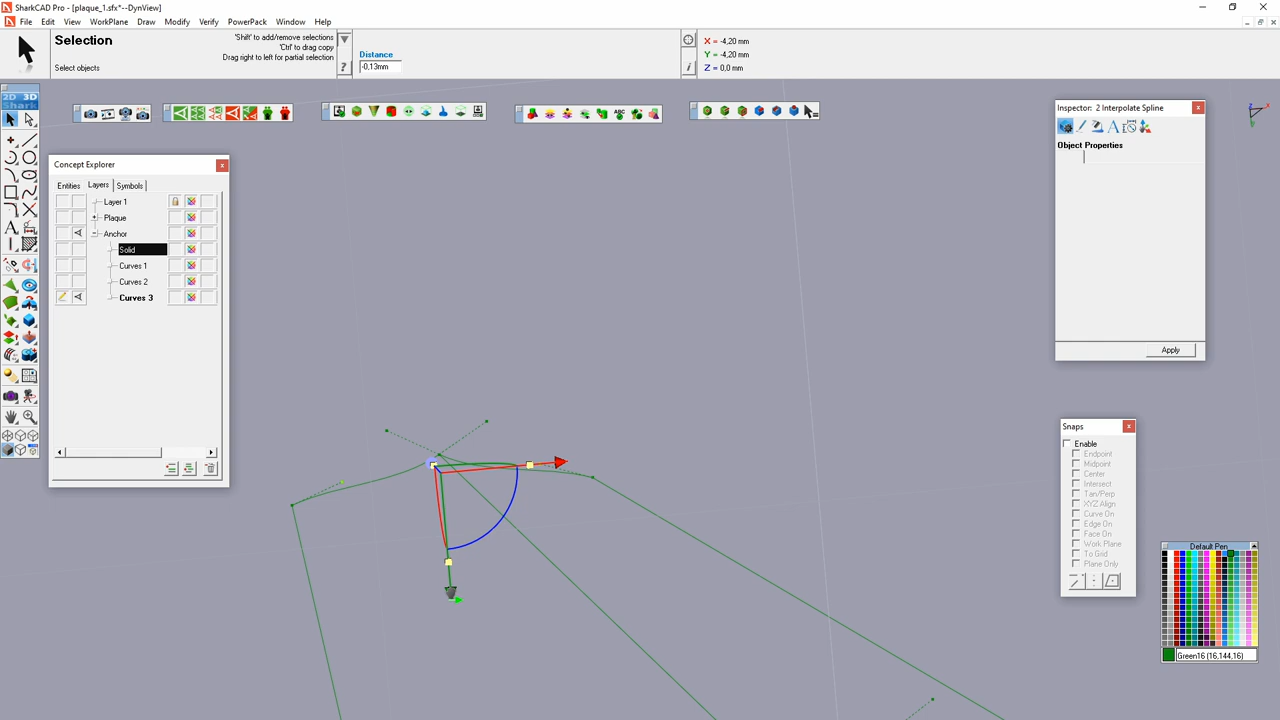 SharkCAD Pro - [plaque_1.sfx*--DynView]
File Edit View WorkPlane Draw Modify Verify PowerPack Window Help
Selection
Select objects
'Shift' to add/remove selections
'Ctrl' to drag copy
Drag right to left for partial selection
?
Distance
-0,13mm
i
X = -4,20 mm
Y = -4,20 mm
Z = 0,0 mm
2D 3D
Shark
ABC
Concept Explorer
Entities Layers Symbols
Layer 1
Plaque
Anchor
Solid
Curves 1
Curves 2
Curves 3
Inspector: 2 Interpolate Spline
Object Properties
Apply
Snaps
Enable
Endpoint
Midpoint
Center
Intersect
Tan/Perp
XYZ Align
Curve On
Edge On
Face On
Work Plane
To Grid
Plane Only
Default Pen
Green16 (16,144,16)